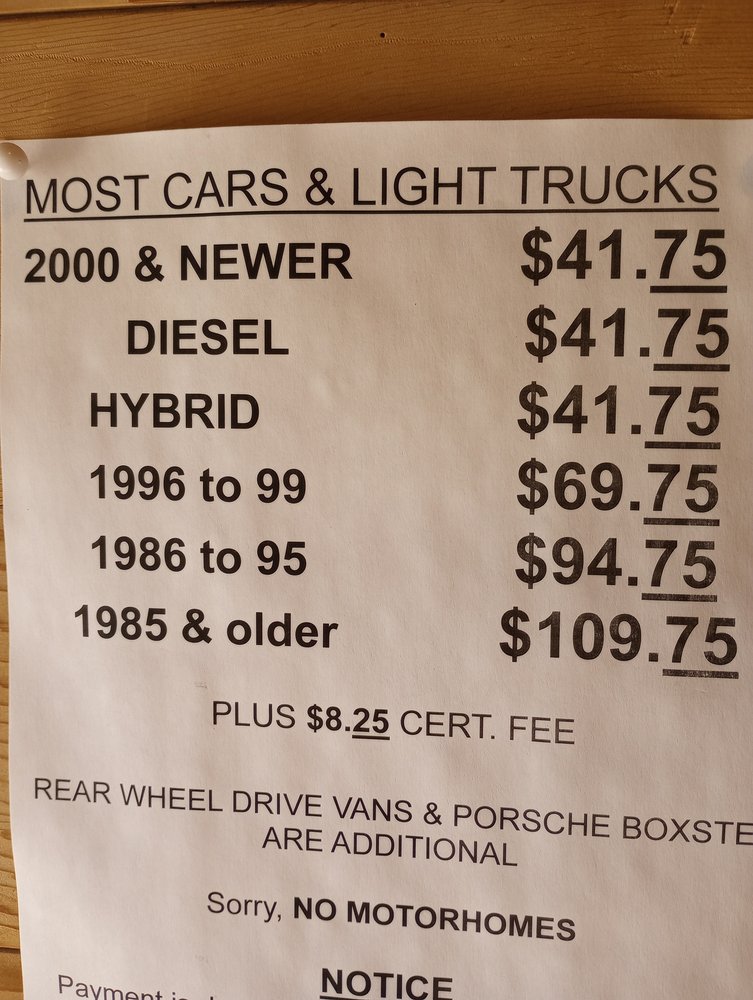 MOST CARS & LIGHT TRUCKS
2000 & NEWER $41.75
DIESEL $41.75
HYBRID $41.75
1996 to 99 $69.75
1986 to 95 $94.75
1985 & older $109.75
PLUS $8.25 CERT. FEE
REAR WHEEL DRIVE VANS & PORSCHE BOXSTE
ARE ADDITIONAL
Sorry, NO MOTORHOMES
NOTICE
Payment